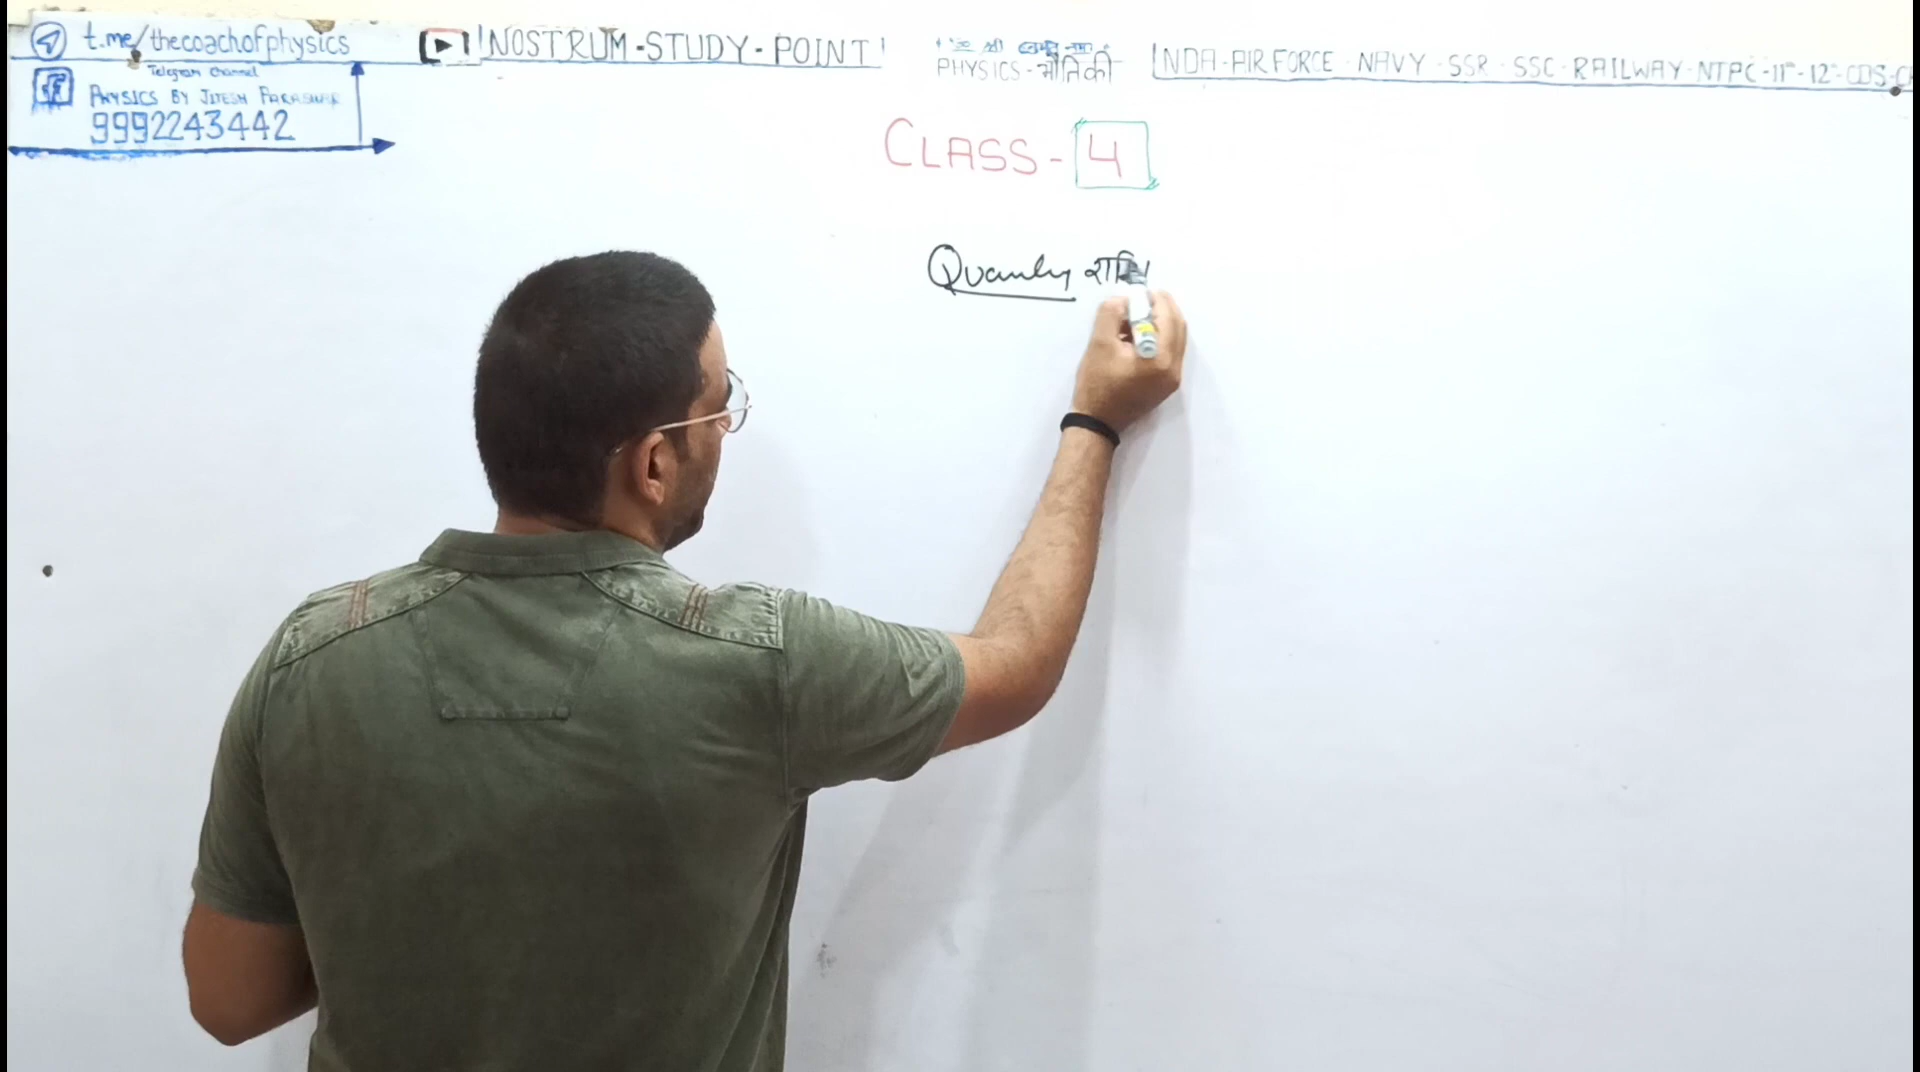 t.me/thecoachofphysics
Telegram Channel
PHYSICS BY JITESH PARASHAR
9992243442
NOSTRUM-STUDY-POINT
PHYSICS-भौतिकी
NDA-AIRFORCE-NAVY-SSR-SSC-RAILWAY-NTPC-11th-12th-CDS-
CLASS-4
Quantity राशि